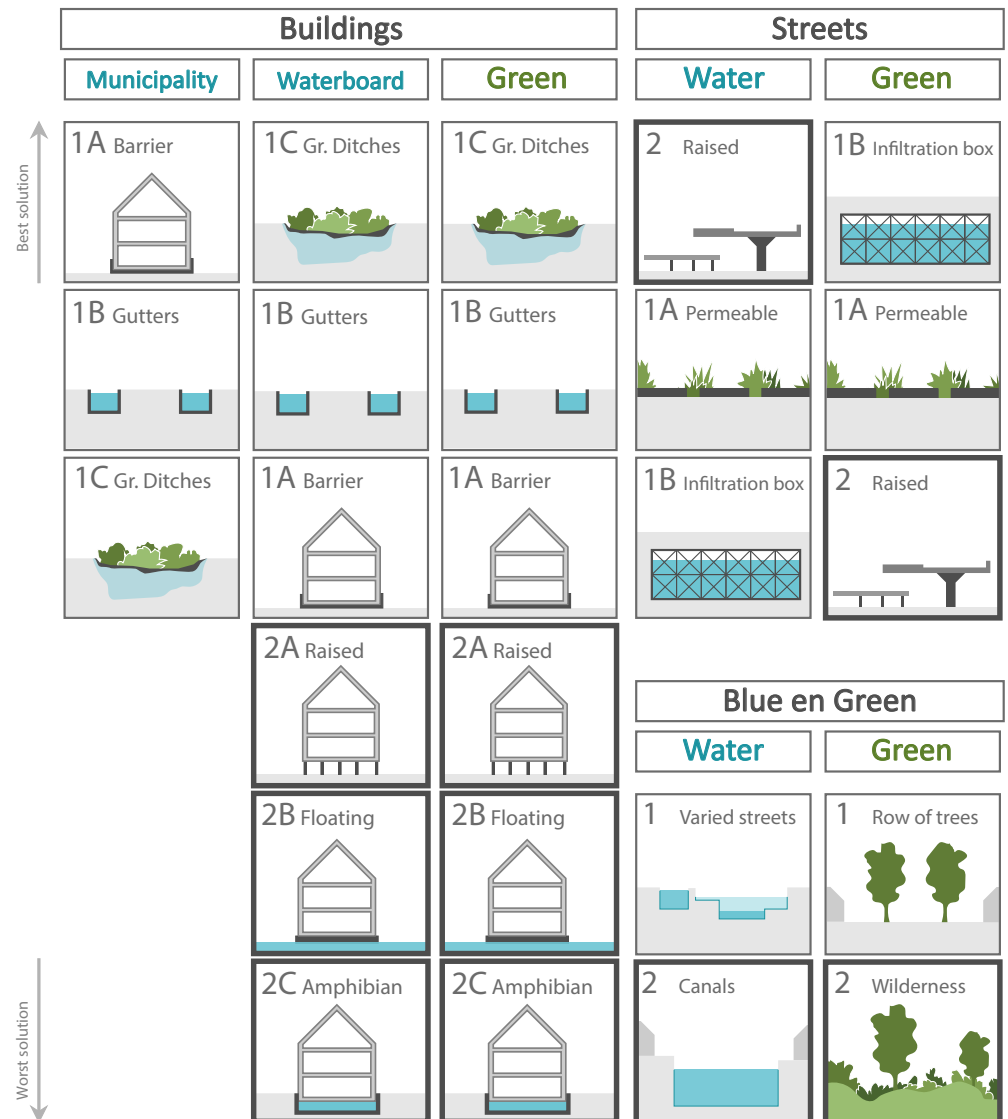 Buildings
Streets
Municipality
Waterboard
Green
Water
Green
Best solution
1A Barrier
1C Gr. Ditches
1C Gr. Ditches
2 Raised
1B Infiltration box
1B Gutters
1B Gutters
1B Gutters
1A Permeable
1A Permeable
1C Gr. Ditches
1A Barrier
1A Barrier
1B Infiltration box
2 Raised
2A Raised
2A Raised
Blue en Green
Water
Green
2B Floating
2B Floating
1 Varied streets
1 Row of trees
Worst solution
2C Amphibian
2C Amphibian
2 Canals
2 Wilderness